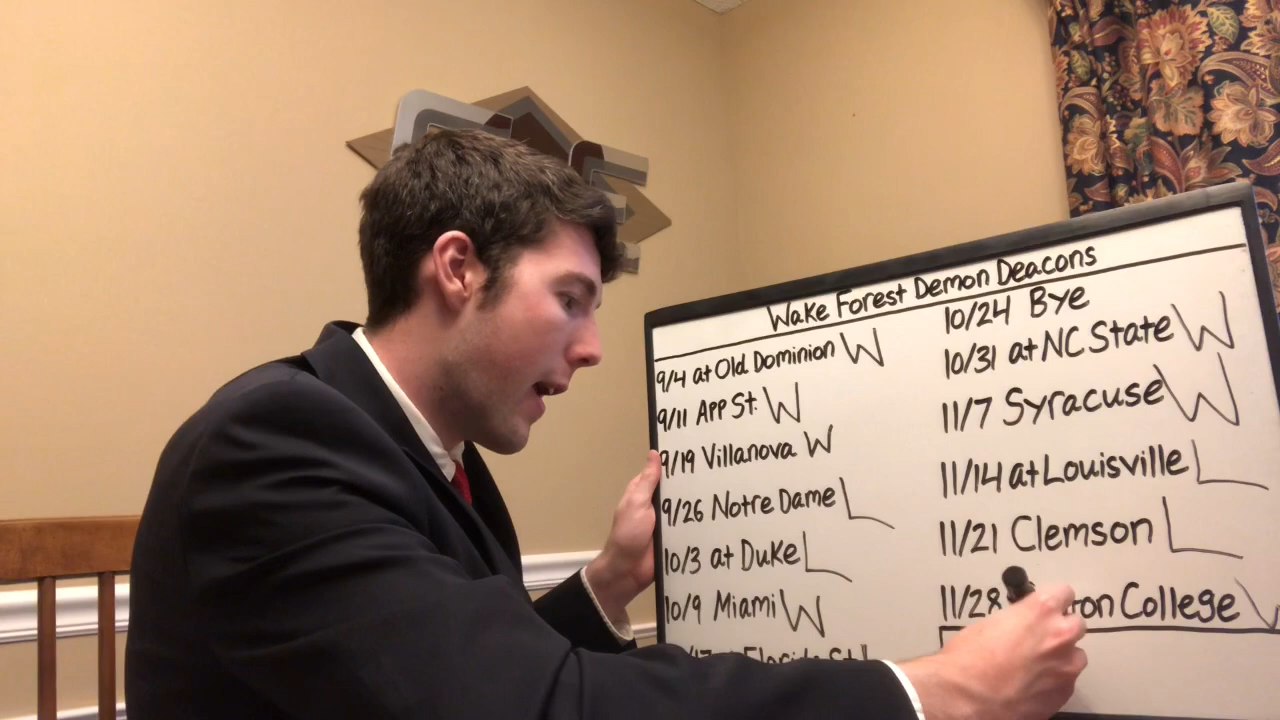 Wake Forest Demon Deacons
9/4 at Old Dominion W
9/11 App St. W
9/19 Villanova W
9/26 Notre Dame L
10/3 at Duke L
10/9 Miami W
Florida St
10/24 Bye
10/31 at NC State W
11/7 Syracuse W
11/14 at Louisville L
11/21 Clemson L
11/28 College W